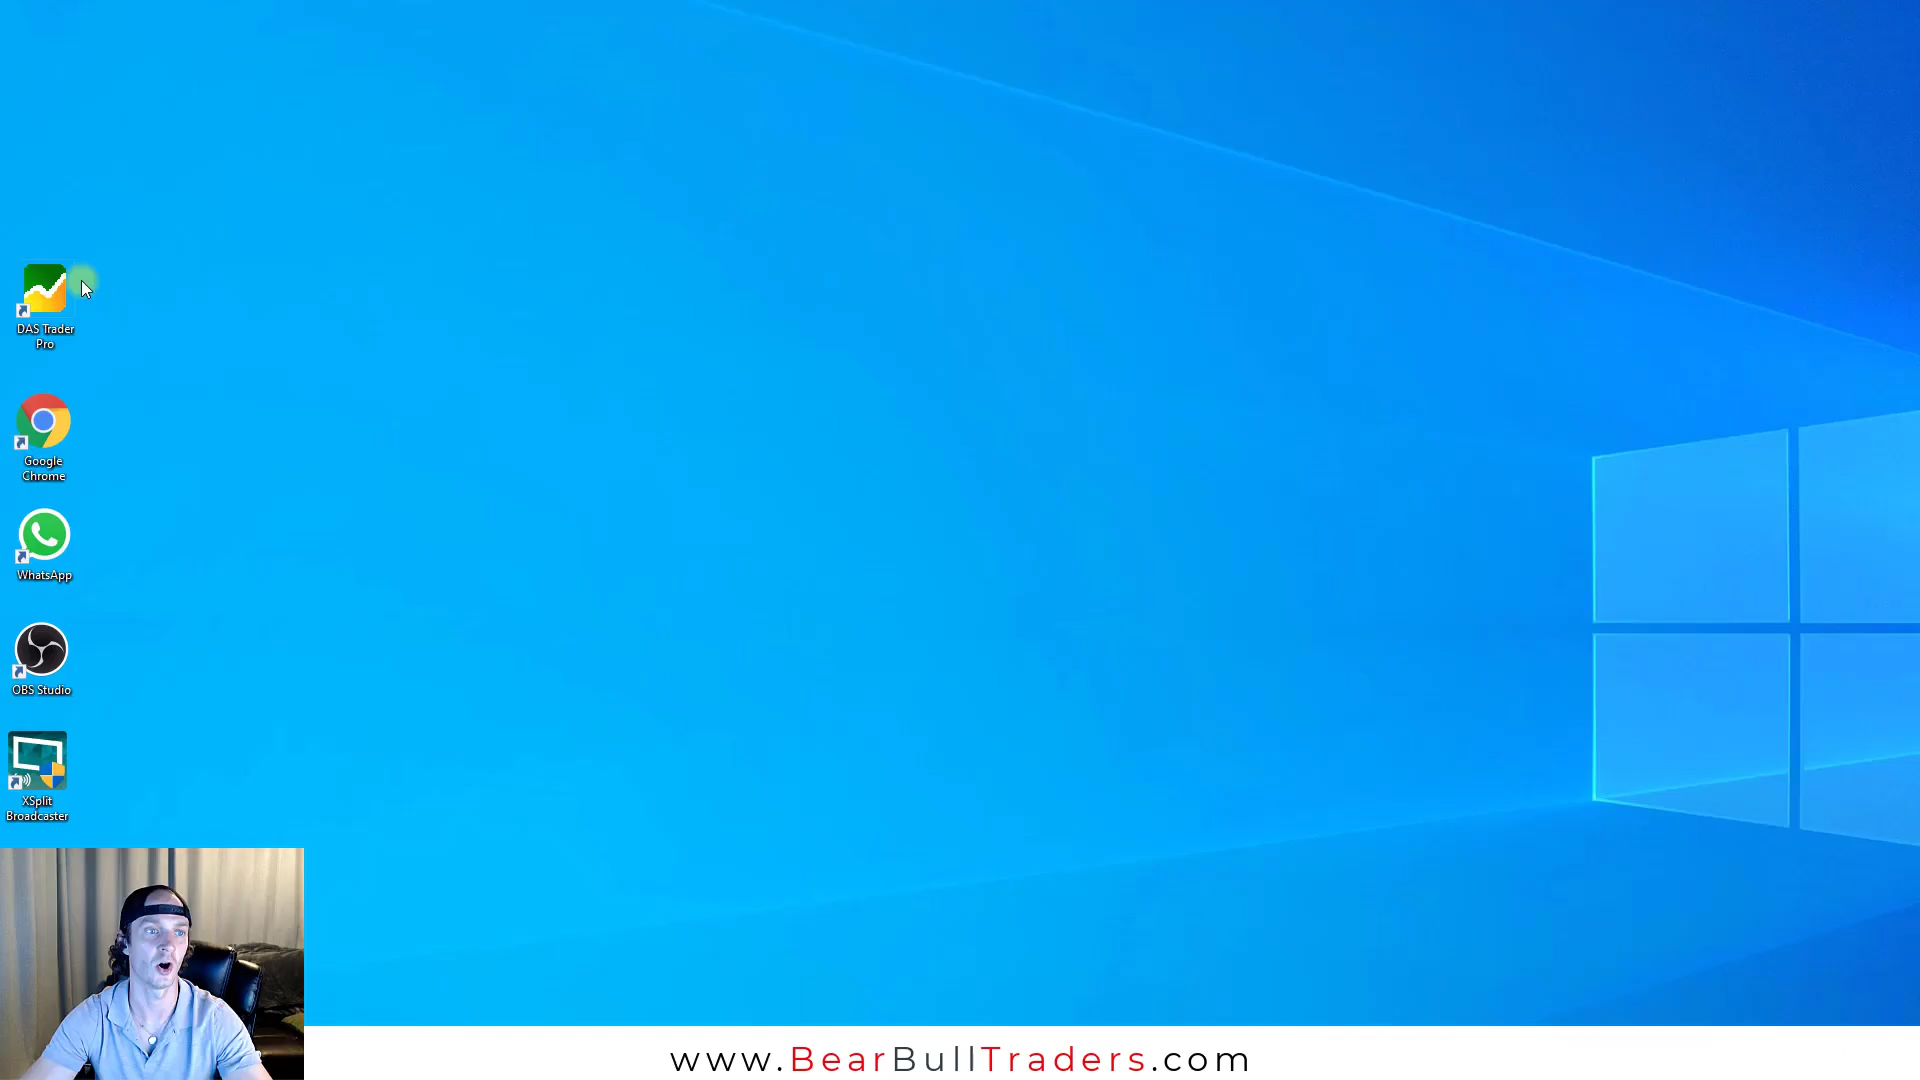 DAS Trader
Pro
Google
Chrome
WhatsApp
OBS Studio
XSplit
Broadcaster
www.BearBullTraders.com